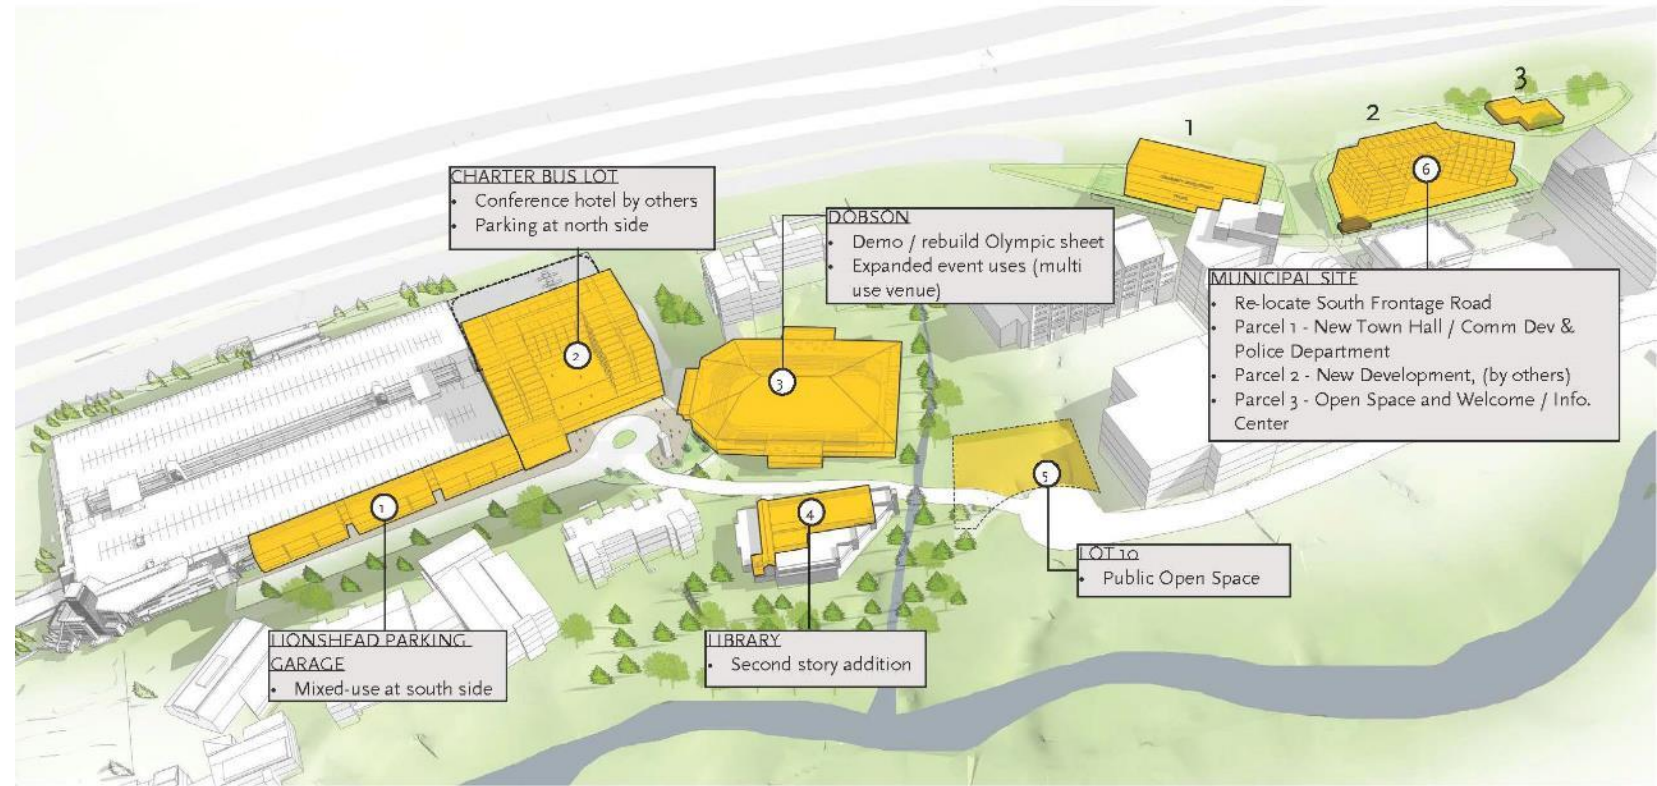 3
2
1
CHARTER BUS LOT
• Conference hotel by others
• Parking at north side
DOBSON
• Demo / rebuild Olympic sheet
• Expanded event uses (multi
use venue)
6
MUNICIPAL SITE
• Re-locate South Frontage Road
• Parcel 1 - New Town Hall / Comm Dev &
Police Department
• Parcel 2 - New Development, (by others)
• Parcel 3 - Open Space and Welcome / Info.
Center
2
3
5
1
4
LOT 10
• Public Open Space
LIONSHEAD PARKING
GARAGE
• Mixed-use at south side
LIBRARY
• Second story addition